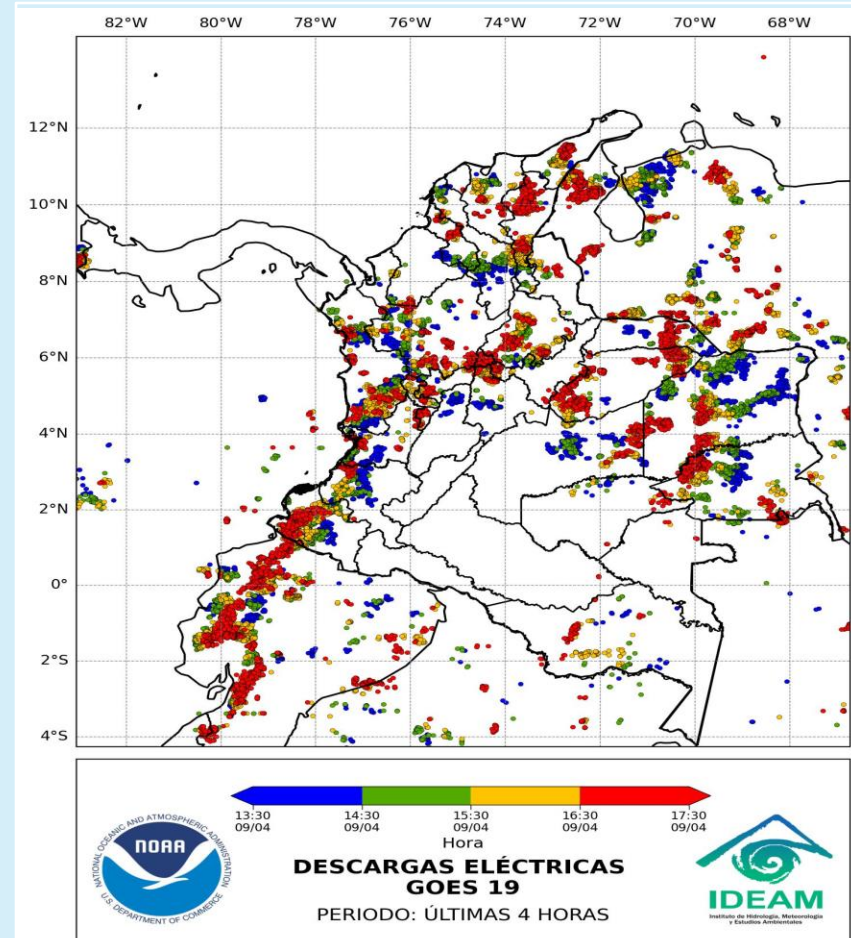 82°W 80°W 78°W 76°W 74°W 72°W 70°W 68°W
12°N
10°N
8°N
6°N
4°N
2°N
0°
2°S
4°S
13:30 14:30 15:30 16:30 17:30
09/04 09/04 09/04 09/04 09/04
Hora
DESCARGAS ELÉCTRICAS
GOES 19
PERIODO: ÚLTIMAS 4 HORAS
NATIONAL OCEANIC AND ATMOSPHERIC ADMINISTRATION
NOAA
U.S. DEPARTMENT OF COMMERCE
IDEAM
Instituto de Hidrología, Meteorología
y Estudios Ambientales